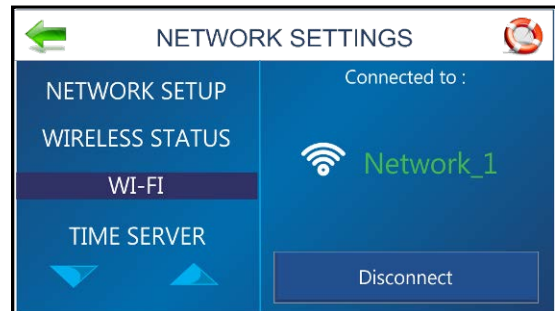 NETWORK SETTINGS
NETWORK SETUP
WIRELESS STATUS
WI-FI
TIME SERVER
Connected to :
Network_1
Disconnect